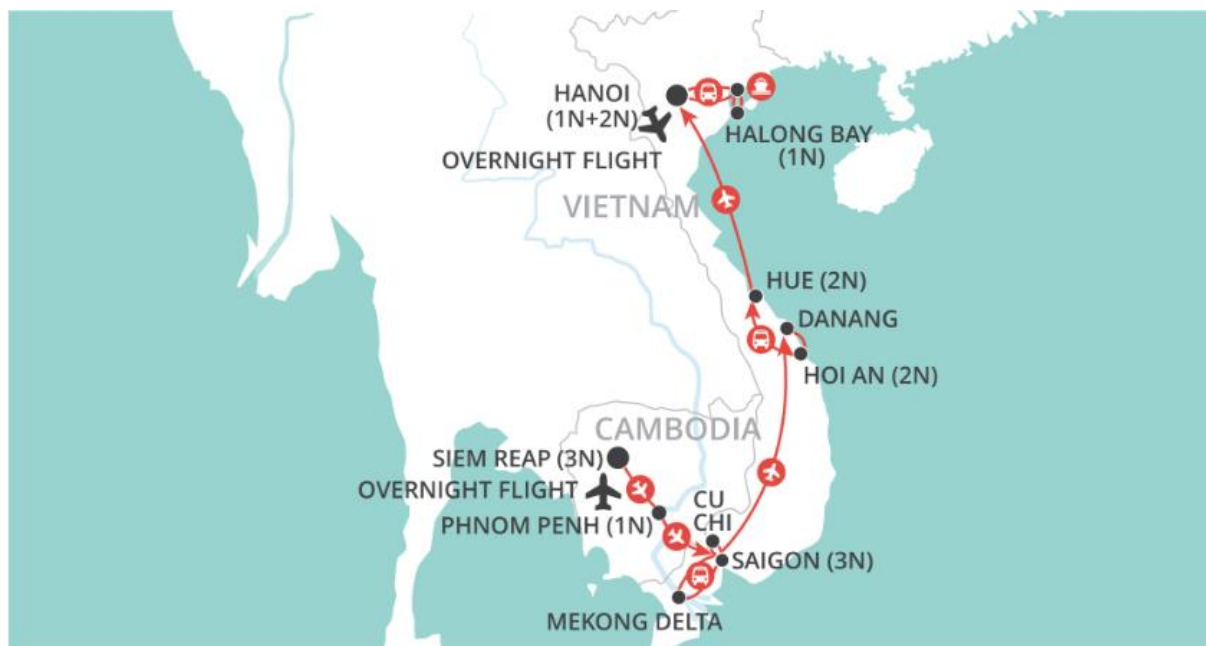 HANOI
(1N+2N)
OVERNIGHT FLIGHT
HALONG BAY
(1N)
VIETNAM
HUE (2N)
DANANG
HOI AN (2N)
CAMBODIA
SIEM REAP (3N)
OVERNIGHT FLIGHT
PHNOM PENH (1N)
CU
CHI
SAIGON (3N)
MEKONG DELTA